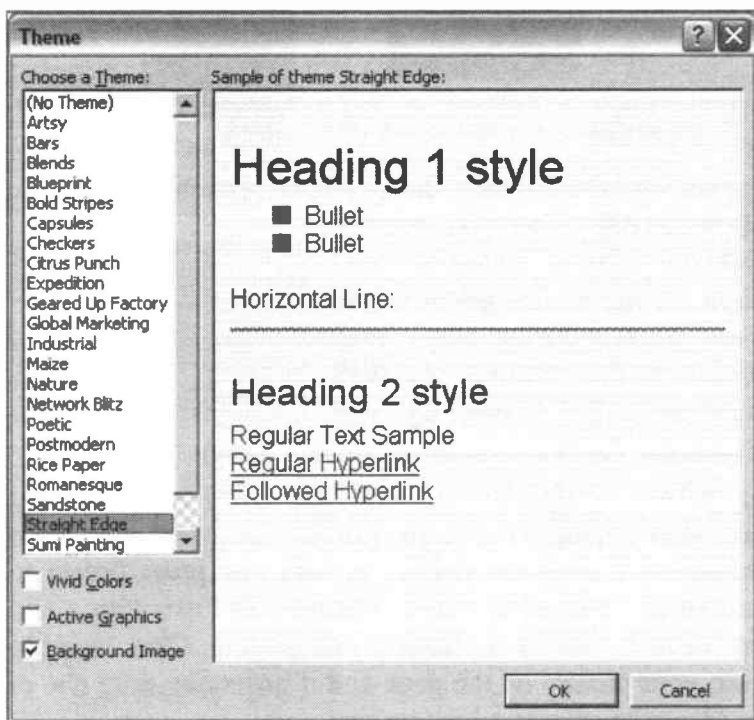 Theme
Choose a Theme:
(No Theme)
Artsy
Bars
Blends
Blueprint
Bold Stripes
Capsules
Checkers
Citrus Punch
Expedition
Geared Up Factory
Global Marketing
Industrial
Maize
Nature
Network Blitz
Poetic
Postmodern
Rice Paper
Romanesque
Sandstone
Straight Edge
Sumi Painting
Vivid Colors
Active Graphics
Background Image
Sample of theme Straight Edge:
Heading 1 style
Bullet
Bullet
Horizontal Line:
Heading 2 style
Regular Text Sample
Regular Hyperlink
Followed Hyperlink
OK
Cancel